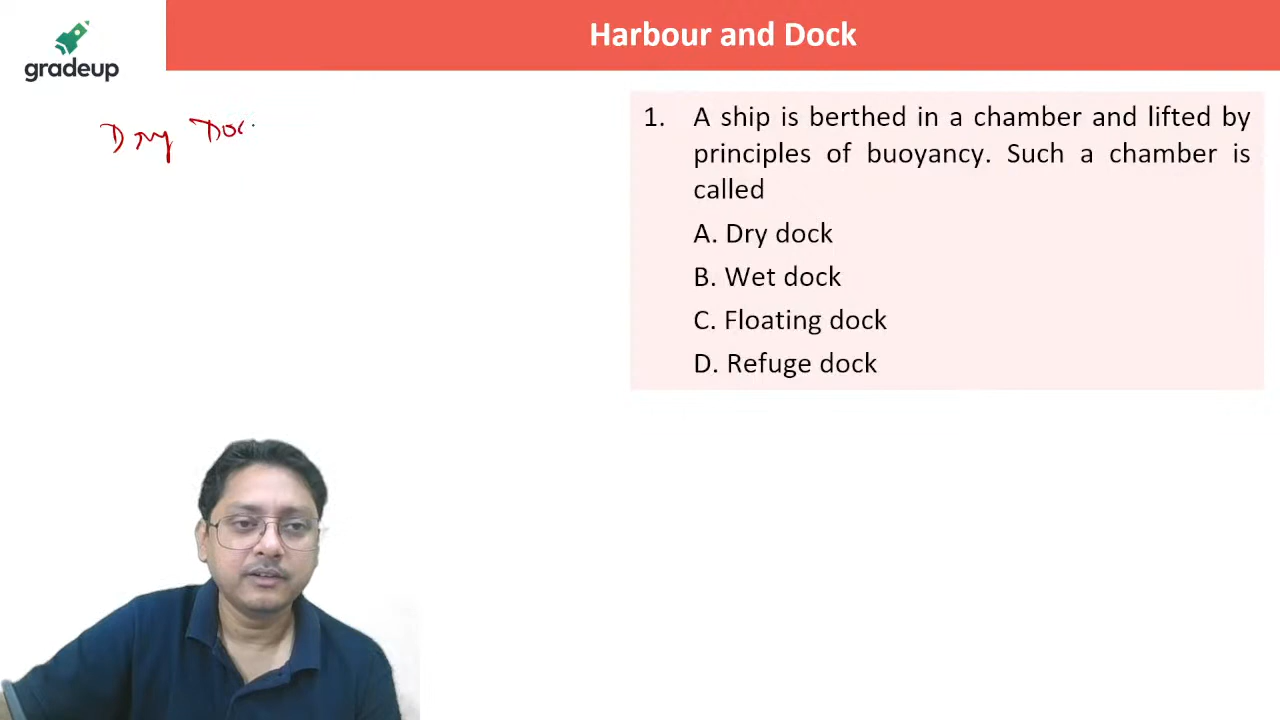 Harbour and Dock
gradeup
Dry Doc
1. A ship is berthed in a chamber and lifted by
principles of buoyancy. Such a chamber is
called
A. Dry dock
B. Wet dock
C. Floating dock
D. Refuge dock